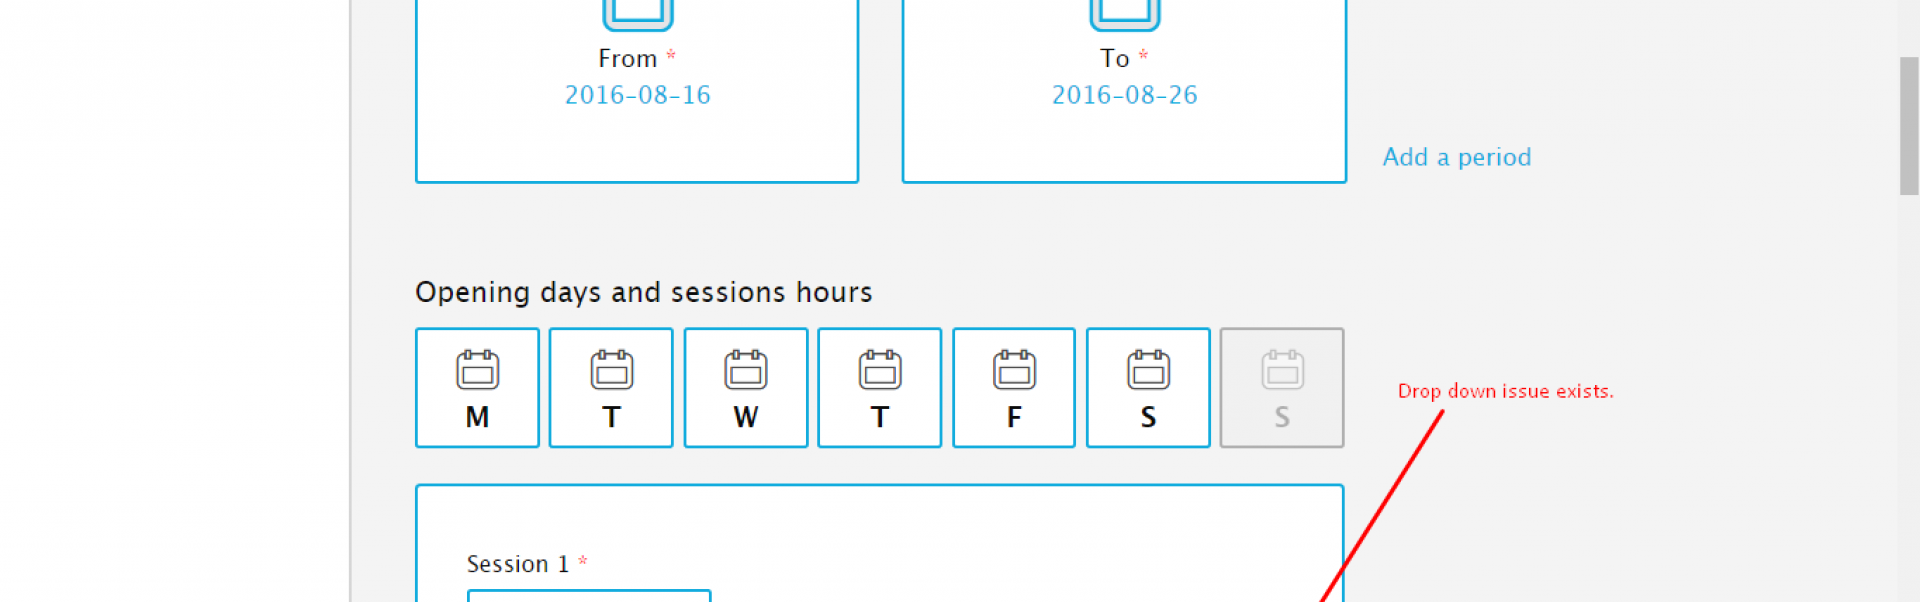 From *
2016-08-16
To *
2016-08-26
Add a period
Opening days and sessions hours
M T W T F S S
Drop down issue exists.
Session 1 *